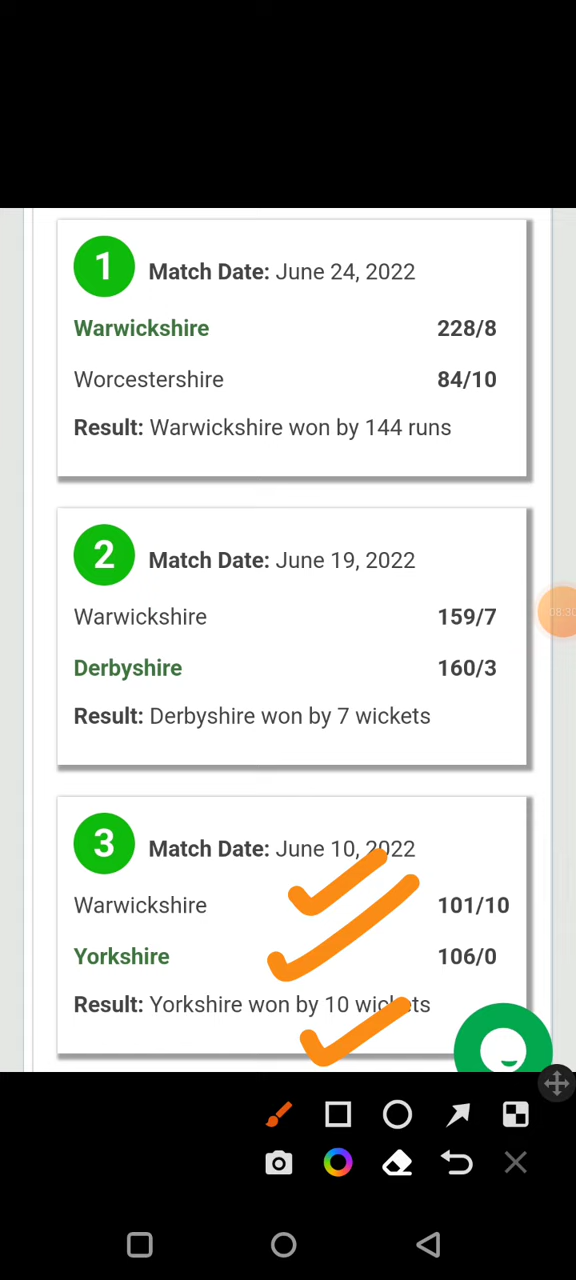 1 Match Date: June 24, 2022
Warwickshire 228/8
Worcestershire 84/10
Result: Warwickshire won by 144 runs
2 Match Date: June 19, 2022
Warwickshire 159/7
Derbyshire 160/3
Result: Derbyshire won by 7 wickets
3 Match Date: June 10, 2022
Warwickshire 101/10
Yorkshire 106/0
Result: Yorkshire won by 10 wickets